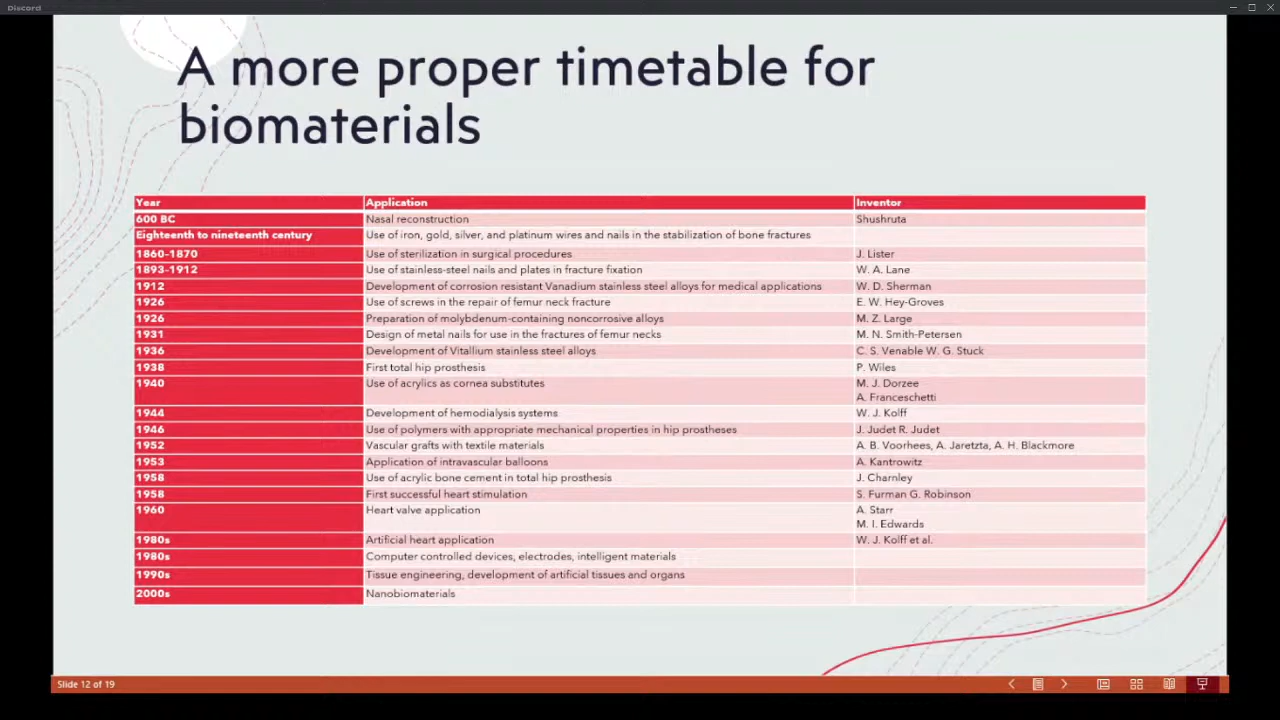 Discord
A more proper timetable for
biomaterials
Year Application Inventor
600 BC Nasal reconstruction Shushruta
Eighteenth to nineteenth century Use of iron, gold, silver, and platinum wires and nails in the stabilization of bone fractures
1860-1870 Use of sterilization in surgical procedures J. Lister
1893-1912 Use of stainless-steel nails and plates in fracture fixation W. A. Lane
1912 Development of corrosion resistant Vanadium stainless steel alloys for medical applications W. D. Sherman
1926 Use of screws in the repair of femur neck fracture E. W. Hey-Groves
1926 Preparation of molybdenum-containing noncorrosive alloys M. Z. Large
1931 Design of metal nails for use in the fractures of femur necks M. N. Smith-Petersen
1936 Development of Vitallium stainless steel alloys C. S. Venable W. G. Stuck
1938 First total hip prosthesis P. Wiles
1940 Use of acrylics as cornea substitutes M. J. Dorzee
A. Franceschetti
1944 Development of hemodialysis systems W. J. Kolff
1946 Use of polymers with appropriate mechanical properties in hip prostheses J. Judet R. Judet
1952 Vascular grafts with textile materials A. B. Voorhees, A. Jaretzta, A. H. Blackmore
1953 Application of intravascular balloons A. Kantrowitz
1958 Use of acrylic bone cement in total hip prosthesis J. Charnley
1958 First successful heart stimulation S. Furman G. Robinson
1960 Heart valve application A. Starr
M. I. Edwards
1980s Artificial heart application W. J. Kolff et al.
1980s Computer controlled devices, electrodes, intelligent materials
1990s Tissue engineering, development of artificial tissues and organs
2000s Nanobiomaterials
Slide 12 of 19